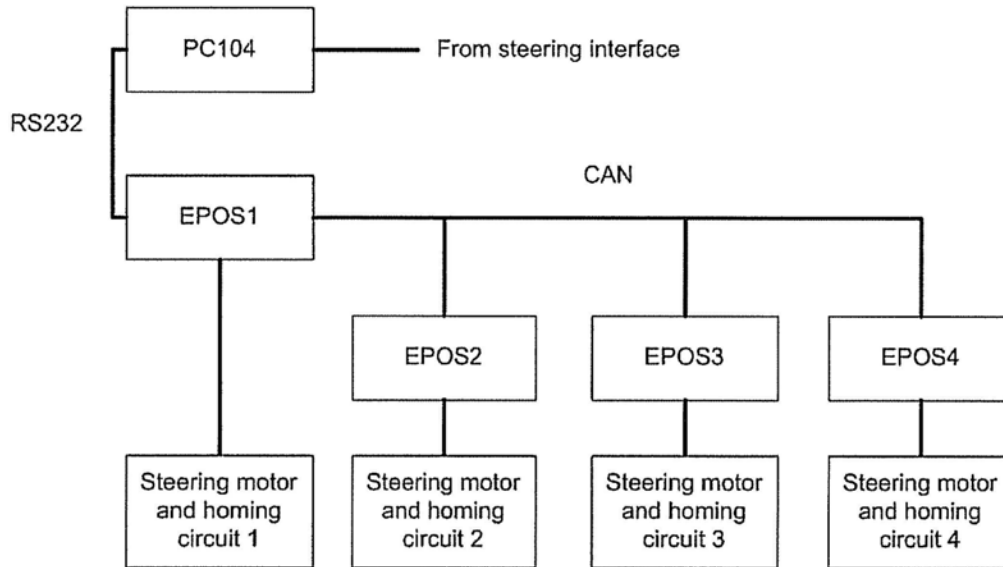 PC104
From steering interface
RS232
CAN
EPOS1
EPOS2
EPOS3
EPOS4
Steering motor
and homing
circuit 1
Steering motor
and homing
circuit 2
Steering motor
and homing
circuit 3
Steering motor
and homing
circuit 4